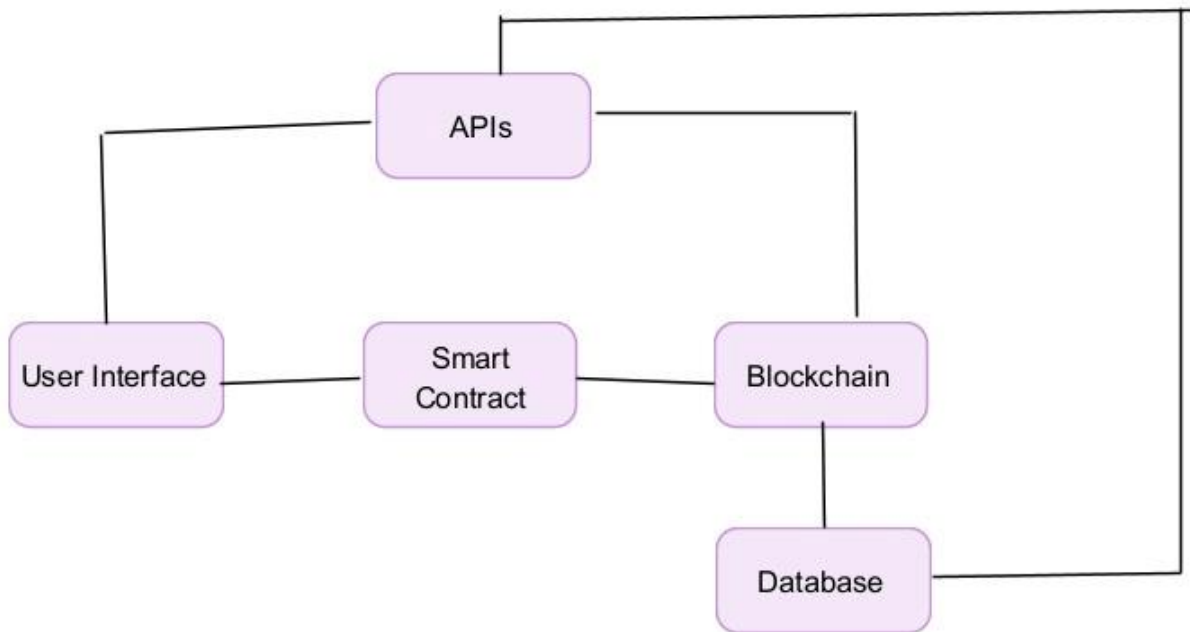 APIs
User Interface
Smart
Contract
Blockchain
Database